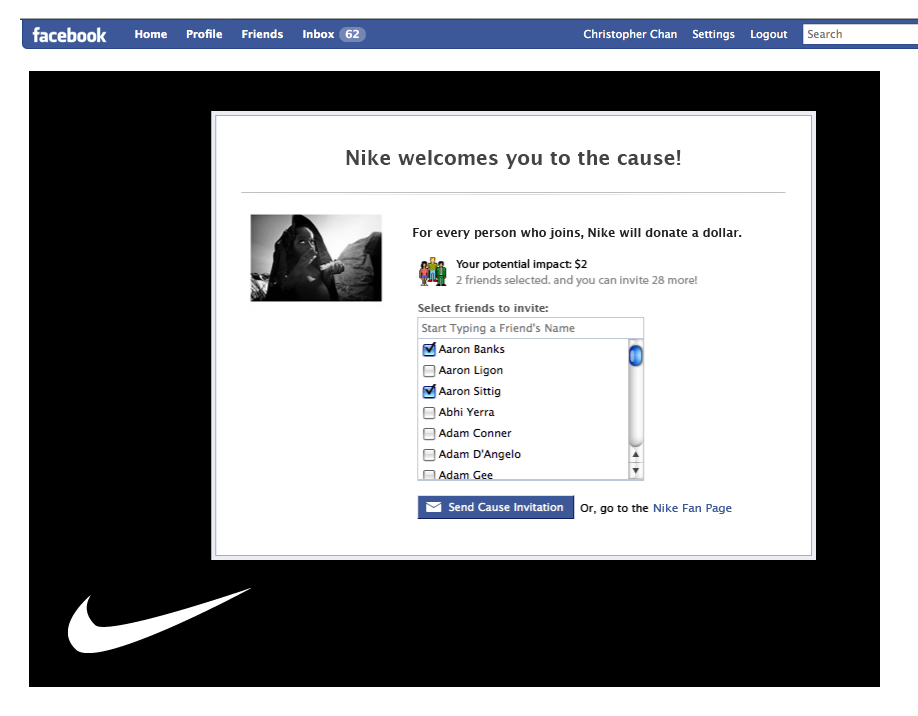 facebook Home Profile Friends Inbox 62 Christopher Chan Settings Logout Search
Nike welcomes you to the cause!
For every person who joins, Nike will donate a dollar.
Your potential impact: $2
2 friends selected. and you can invite 28 more!
Select friends to invite:
Start Typing a Friend's Name
Aaron Banks
Aaron Ligon
Aaron Sittig
Abhi Yerra
Adam Conner
Adam D'Angelo
Adam Gee
Send Cause Invitation Or, go to the Nike Fan Page